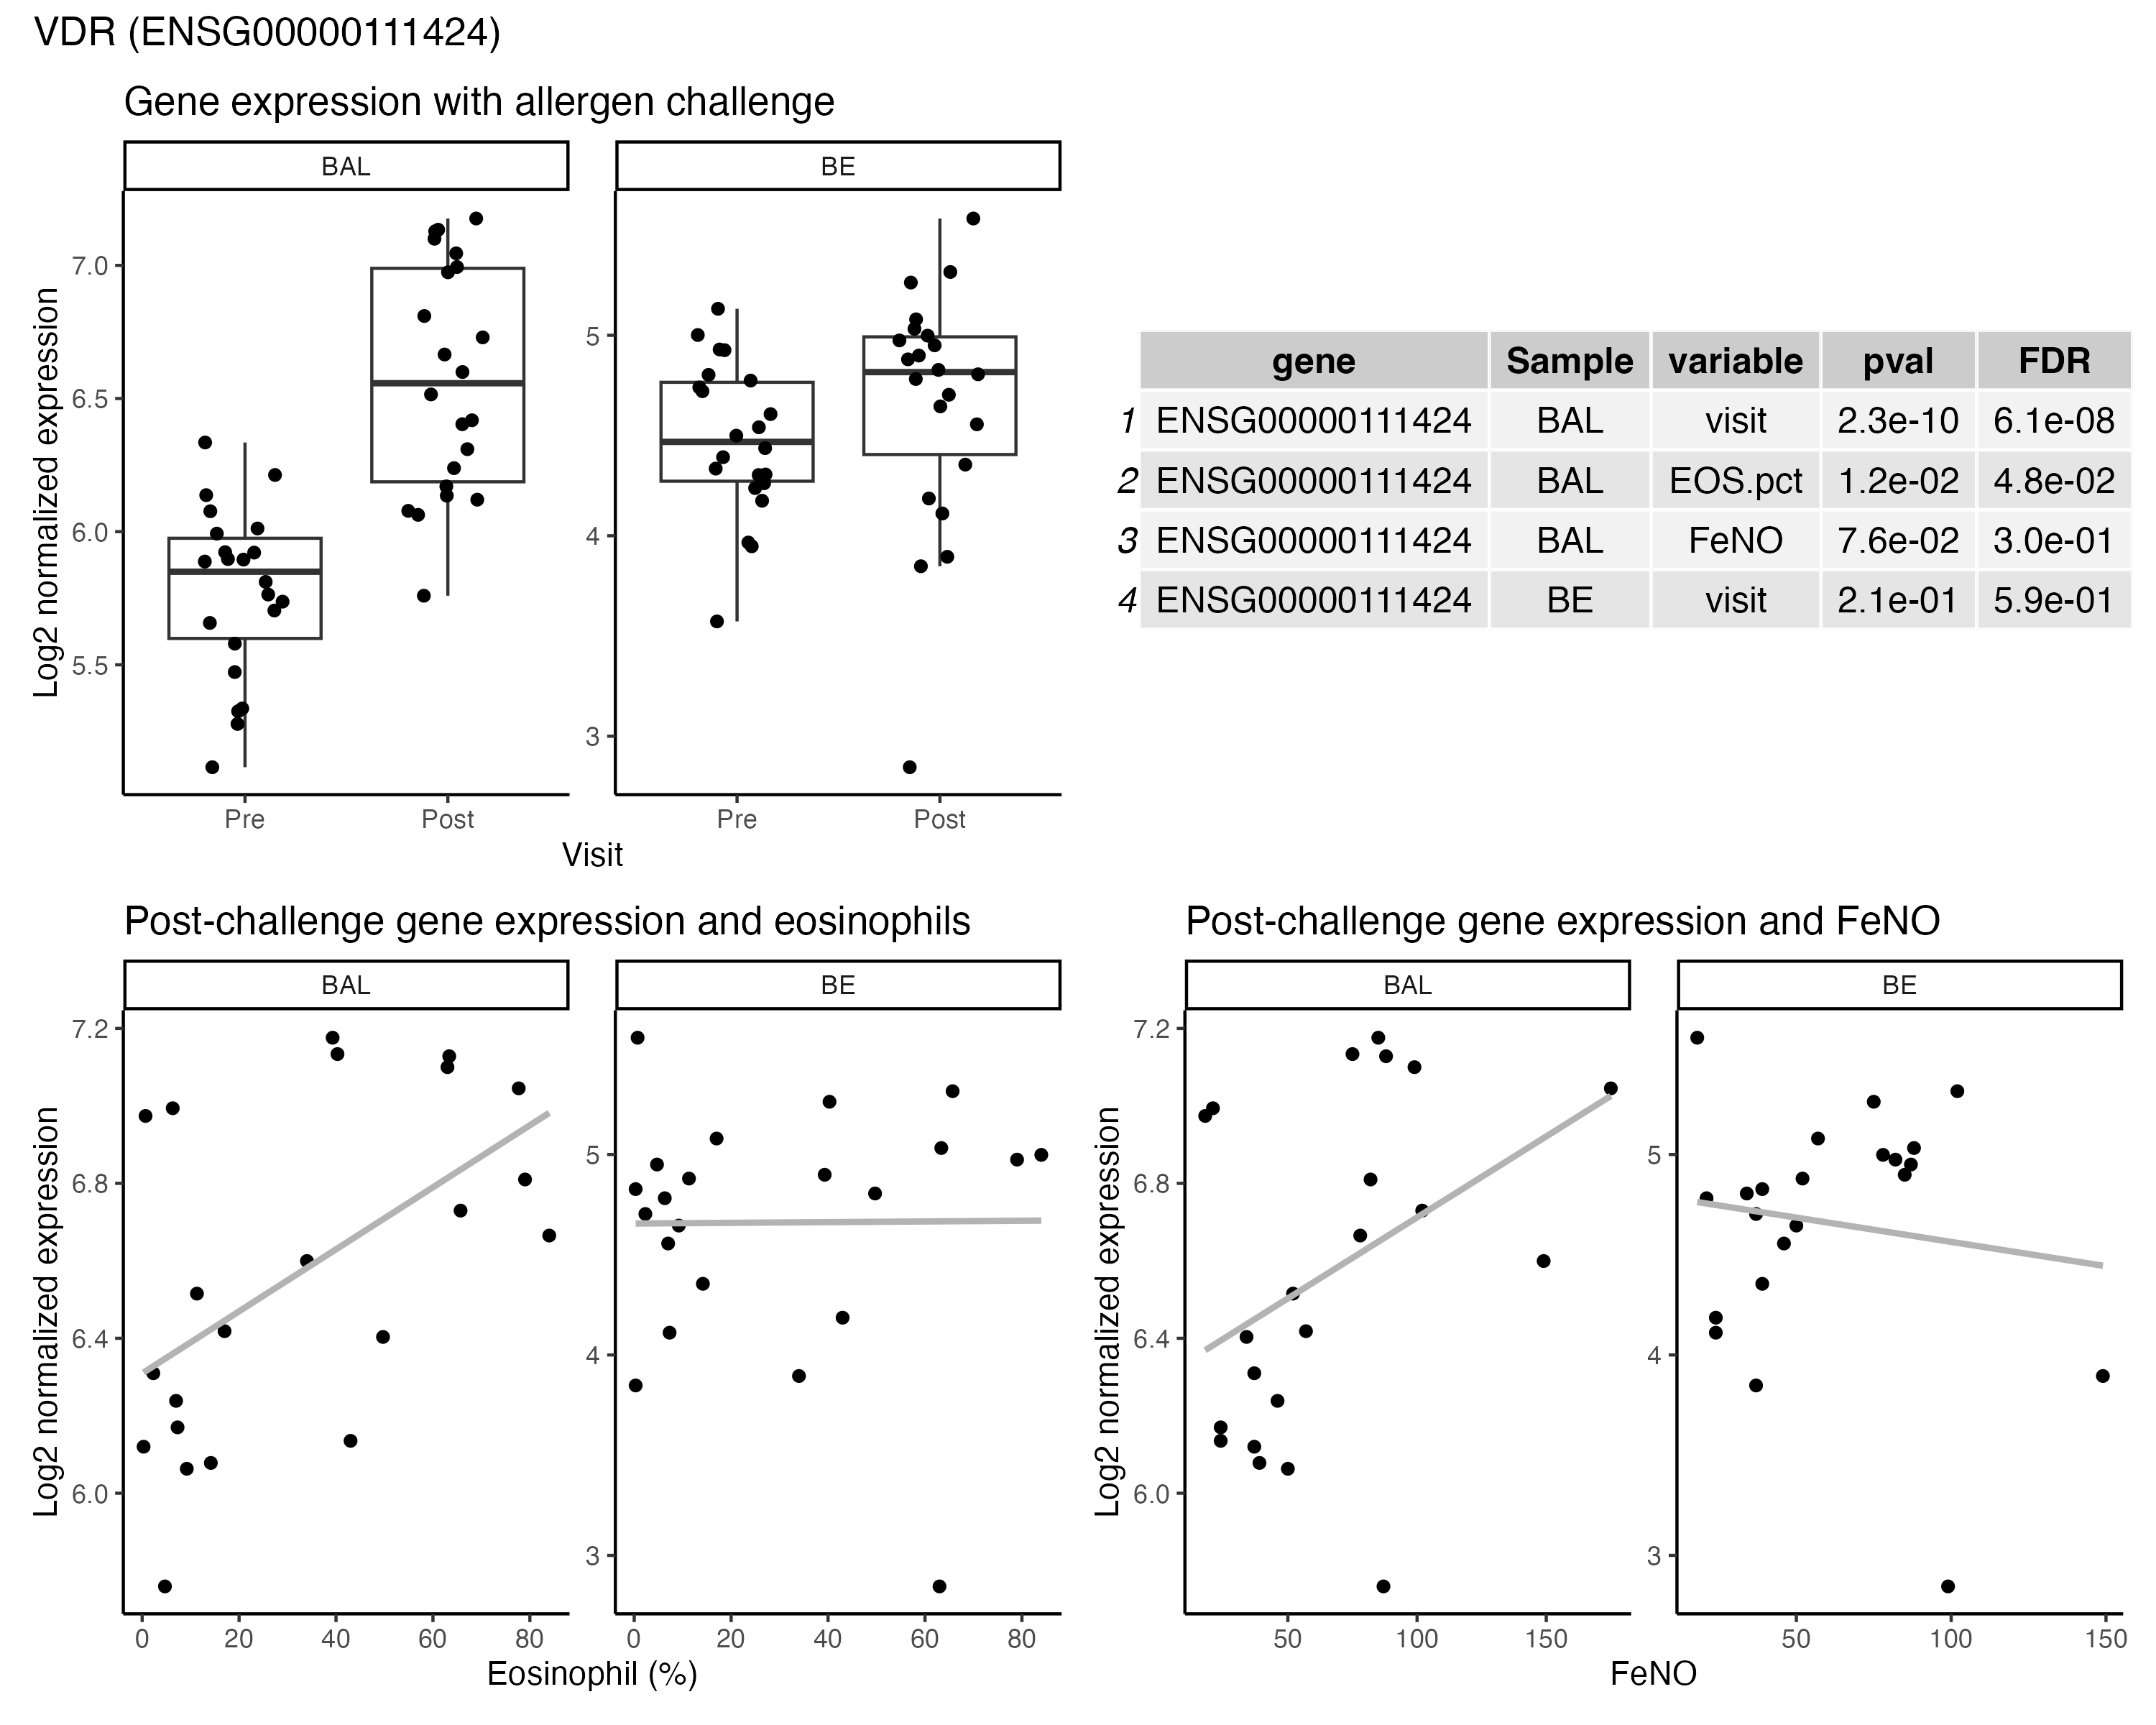 VDR (ENSG00000111424)
Gene expression with allergen challenge
BAL
BE
Log2 normalized expression
7.0
6.5
6.0
5.5
5
4
3
Pre
Post
Pre
Post
Visit
gene Sample variable pval FDR
1 ENSG00000111424 BAL visit 2.3e-10 6.1e-08
2 ENSG00000111424 BAL EOS.pct 1.2e-02 4.8e-02
3 ENSG00000111424 BAL FeNO 7.6e-02 3.0e-01
4 ENSG00000111424 BE visit 2.1e-01 5.9e-01
Post-challenge gene expression and eosinophils
BAL
BE
Log2 normalized expression
7.2
6.8
6.4
6.0
5
4
3
0 20 40 60 80
0 20 40 60 80
Eosinophil (%)
Post-challenge gene expression and FeNO
BAL
BE
Log2 normalized expression
7.2
6.8
6.4
6.0
5
4
3
50 100 150
50 100 150
FeNO